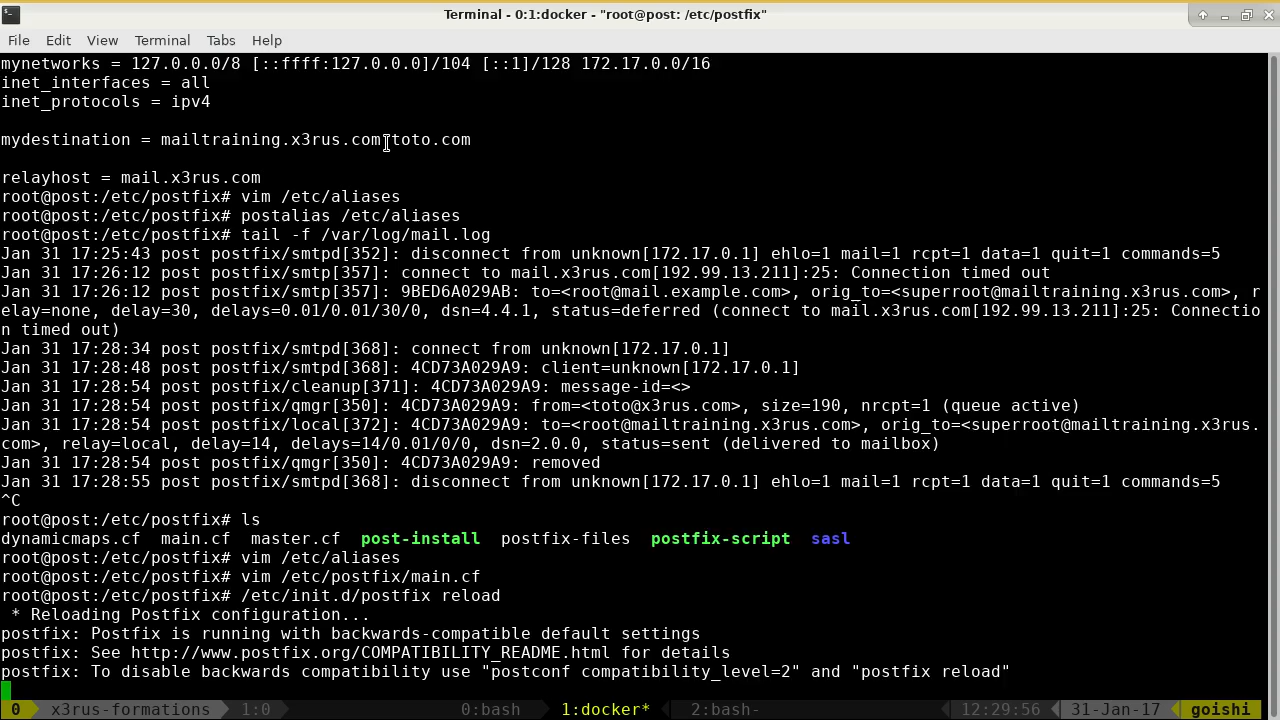 Terminal - 0:1:docker - "root@post: /etc/postfix"
File Edit View Terminal Tabs Help
mynetworks = 127.0.0.0/8 [::ffff:127.0.0.0]/104 [::1]/128 172.17.0.0/16
inet_interfaces = all
inet_protocols = ipv4
mydestination = mailtraining.x3rus.com toto.com
relayhost = mail.x3rus.com
root@post:/etc/postfix# vim /etc/aliases
root@post:/etc/postfix# postalias /etc/aliases
root@post:/etc/postfix# tail -f /var/log/mail.log
Jan 31 17:25:43 post postfix/smtpd[352]: disconnect from unknown[172.17.0.1] ehlo=1 mail=1 rcpt=1 data=1 quit=1 commands=5
Jan 31 17:26:12 post postfix/smtp[357]: connect to mail.x3rus.com[192.99.13.211]:25: Connection timed out
Jan 31 17:26:12 post postfix/smtp[357]: 9BED6A029AB: to=<root@mail.example.com>, orig_to=<superroot@mailtraining.x3rus.com>, r
elay=none, delay=30, delays=0.01/0.01/30/0, dsn=4.4.1, status=deferred (connect to mail.x3rus.com[192.99.13.211]:25: Connectio
n timed out)
Jan 31 17:28:34 post postfix/smtpd[368]: connect from unknown[172.17.0.1]
Jan 31 17:28:48 post postfix/smtpd[368]: 4CD73A029A9: client=unknown[172.17.0.1]
Jan 31 17:28:54 post postfix/cleanup[371]: 4CD73A029A9: message-id=<>
Jan 31 17:28:54 post postfix/qmgr[350]: 4CD73A029A9: from=<toto@x3rus.com>, size=190, nrcpt=1 (queue active)
Jan 31 17:28:54 post postfix/local[372]: 4CD73A029A9: to=<root@mailtraining.x3rus.com>, orig_to=<superroot@mailtraining.x3rus.
com>, relay=local, delay=14, delays=14/0.01/0/0, dsn=2.0.0, status=sent (delivered to mailbox)
Jan 31 17:28:54 post postfix/qmgr[350]: 4CD73A029A9: removed
Jan 31 17:28:55 post postfix/smtpd[368]: disconnect from unknown[172.17.0.1] ehlo=1 mail=1 rcpt=1 data=1 quit=1 commands=5
^C
root@post:/etc/postfix# ls
dynamicmaps.cf main.cf master.cf post-install postfix-files postfix-script sasl
root@post:/etc/postfix# vim /etc/aliases
root@post:/etc/postfix# vim /etc/postfix/main.cf
root@post:/etc/postfix# /etc/init.d/postfix reload
 * Reloading Postfix configuration...
postfix: Postfix is running with backwards-compatible default settings
postfix: See http://www.postfix.org/COMPATIBILITY_README.html for details
postfix: To disable backwards compatibility use "postconf compatibility_level=2" and "postfix reload"
0 x3rus-formations 1:0 0:bash 1:docker* 2:bash- 12:29:56 31-Jan-17 goishi